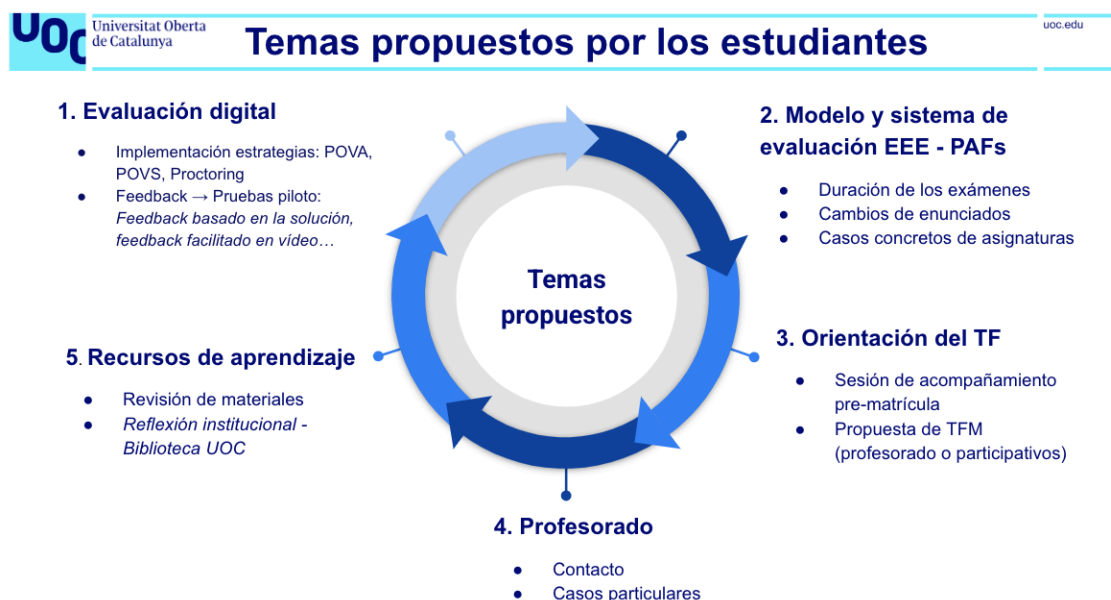 UOC
Universitat Oberta
de Catalunya
Temas propuestos por los estudiantes
uoc.edu
1. Evaluación digital
● Implementación estrategias: POVA,
POVS, Proctoring
● Feedback → Pruebas piloto:
Feedback basado en la solución,
feedback facilitado en vídeo…
2. Modelo y sistema de
evaluación EEE - PAFs
● Duración de los exámenes
● Cambios de enunciados
● Casos concretos de asignaturas
Temas
propuestos
3. Orientación del TF
● Sesión de acompañamiento
pre-matrícula
● Propuesta de TFM
(profesorado o participativos)
4. Profesorado
● Contacto
● Casos particulares
5. Recursos de aprendizaje
● Revisión de materiales
● Reflexión institucional -
Biblioteca UOC